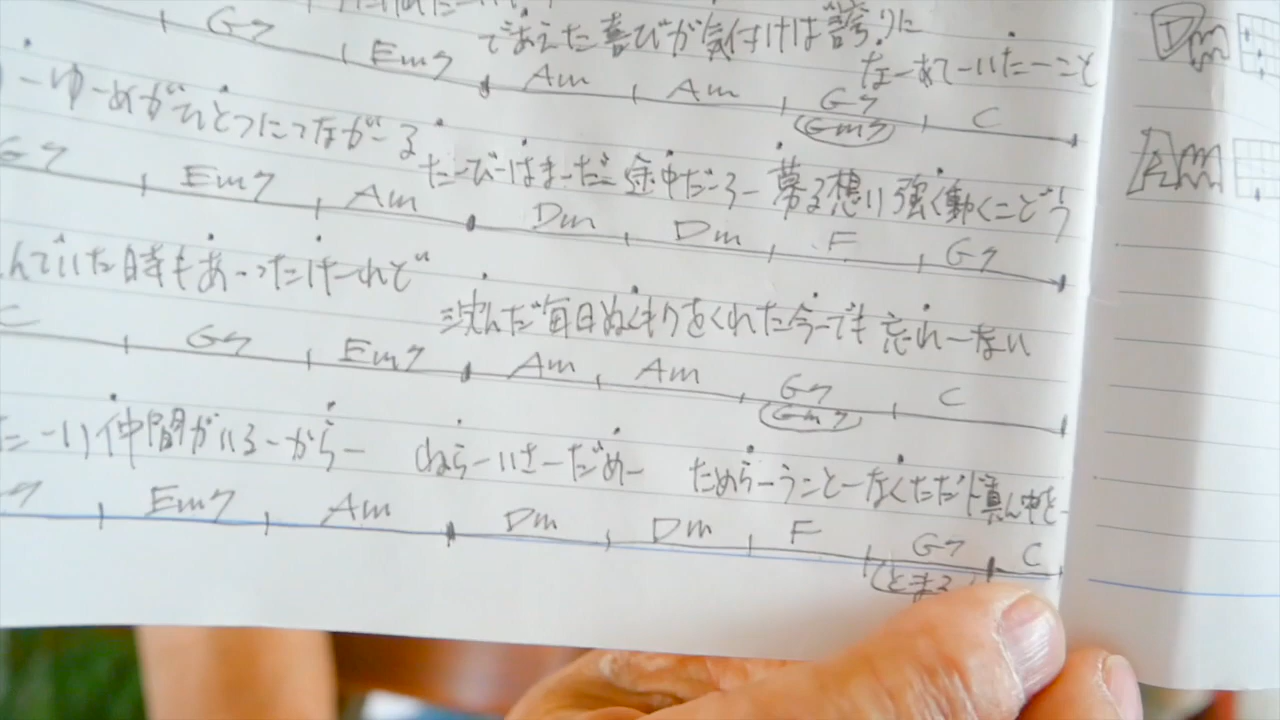 であえた喜びが気付けば誇りに
なーあてーいたーこと
G7 Em7 Am Am G7 C
(Gm7)
ゆーめがひとつにつながーる
たーびーはまーだー途中だーろー夢る想い強く動くこどう
G7 Em7 Am Dm Dm F G7
んでいた時もあーったけーれど
沈んだ毎日ぬくもりをくれた今ーでも忘れーない
C G7 Em7 Am Am G7 C
(Gm7)
たーい仲間がいるーからー ねらーいさーだめー ためらーうことーなくただド真ん中を
Em7 Am Dm Dm F G7 C
(とまる)
Dm
Am